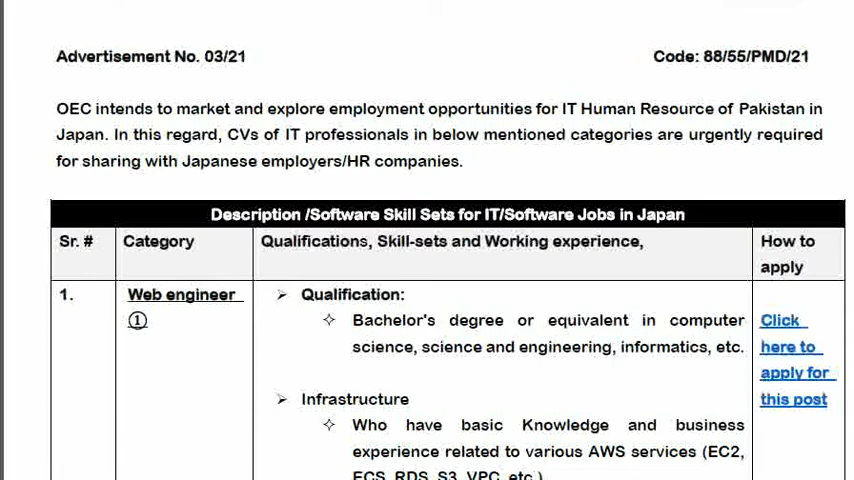 Advertisement No. 03/21 Code: 88/55/PMD/21
OEC intends to market and explore employment opportunities for IT Human Resource of Pakistan in
Japan. In this regard, CVs of IT professionals in below mentioned categories are urgently required
for sharing with Japanese employers/HR companies.
Description /Software Skill Sets for IT/Software Jobs in Japan
Sr. # Category Qualifications, Skill-sets and Working experience, How to
apply
1. Web engineer ➢ Qualification:
① ✧ Bachelor's degree or equivalent in computer Click
science, science and engineering, informatics, etc. here to
apply for
➢ Infrastructure this post
✧ Who have basic Knowledge and business
experience related to various AWS services (EC2,
ECS, RDS, S3, VPC, etc.)